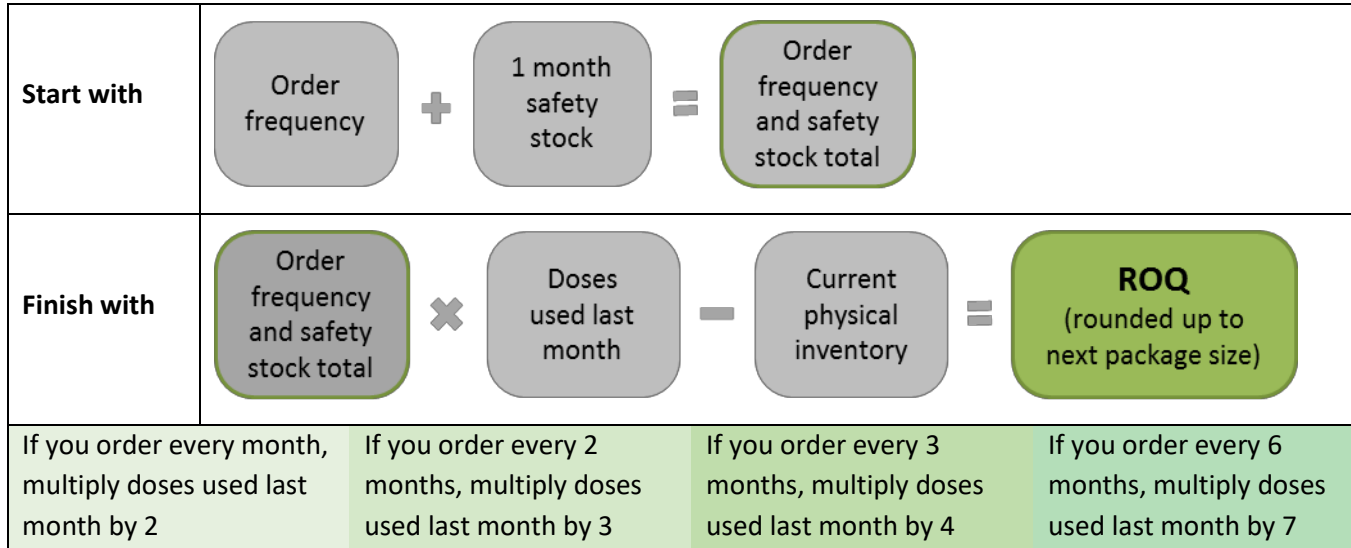 Start with
Order
frequency
+
1 month
safety
stock
=
Order
frequency
and safety
stock total
Finish with
Order
frequency
and safety
stock total
×
Doses
used last
month
−
Current
physical
inventory
=
ROQ
(rounded up to
next package size)
If you order every month,
multiply doses used last
month by 2
If you order every 2
months, multiply doses
used last month by 3
If you order every 3
months, multiply doses
used last month by 4
If you order every 6
months, multiply doses
used last month by 7